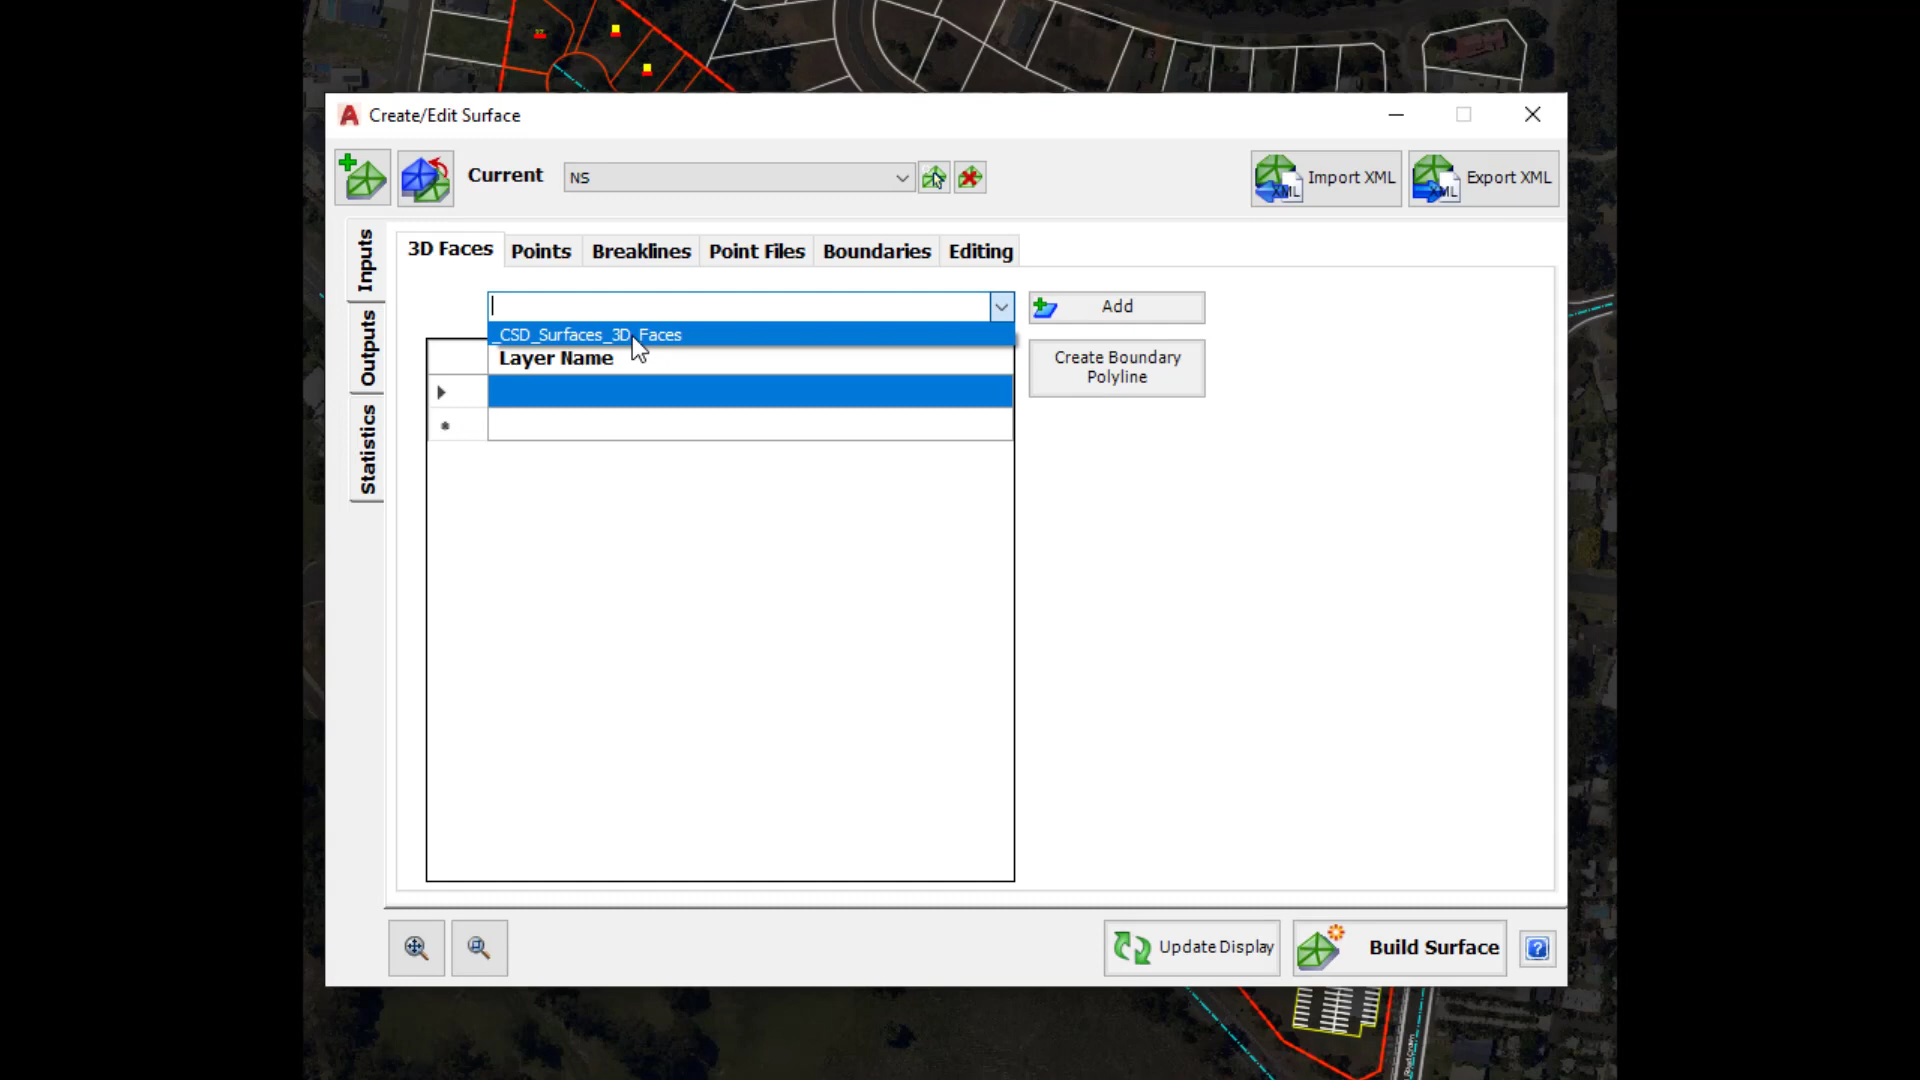 Create/Edit Surface
Current
NS
Import XML
Export XML
Inputs
Outputs
Statistics
3D Faces
Points
Breaklines
Point Files
Boundaries
Editing
Add
_CSD_Surfaces_3D_Faces
Layer Name
Create Boundary
Polyline
Update Display
Build Surface